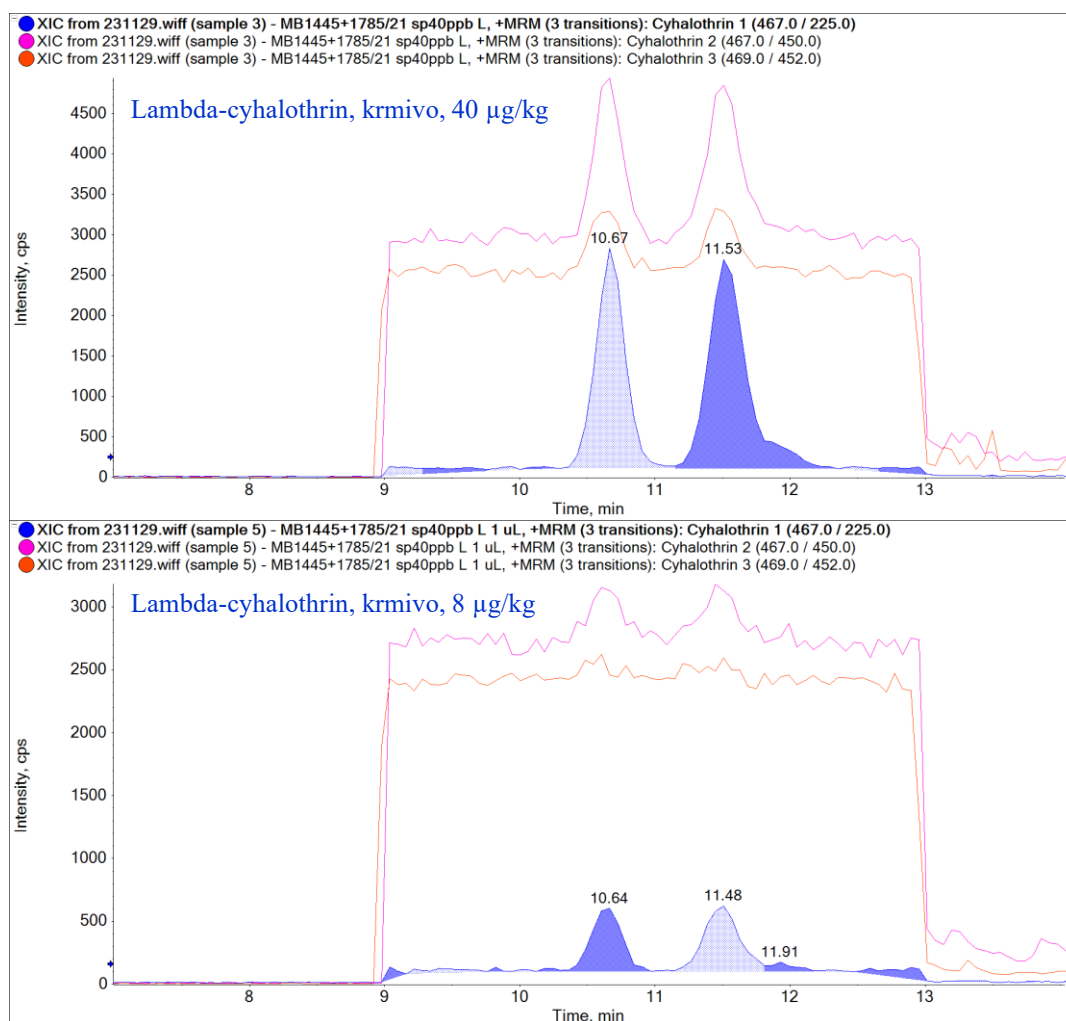 XIC from 231129.wiff (sample 3) - MB1445+1785/21 sp40ppb L, +MRM (3 transitions): Cyhalothrin 1 (467.0 / 225.0)
XIC from 231129.wiff (sample 3) - MB1445+1785/21 sp40ppb L, +MRM (3 transitions): Cyhalothrin 2 (467.0 / 450.0)
XIC from 231129.wiff (sample 3) - MB1445+1785/21 sp40ppb L, +MRM (3 transitions): Cyhalothrin 3 (469.0 / 452.0)
Lambda-cyhalothrin, krmivo, 40 µg/kg
Intensity, cps
4500
4000
3500
3000
2500
2000
1500
1000
500
0
10.67
11.53
8 9 10 11 12 13
Time, min
XIC from 231129.wiff (sample 5) - MB1445+1785/21 sp40ppb L 1 uL, +MRM (3 transitions): Cyhalothrin 1 (467.0 / 225.0)
XIC from 231129.wiff (sample 5) - MB1445+1785/21 sp40ppb L 1 uL, +MRM (3 transitions): Cyhalothrin 2 (467.0 / 450.0)
XIC from 231129.wiff (sample 5) - MB1445+1785/21 sp40ppb L 1 uL, +MRM (3 transitions): Cyhalothrin 3 (469.0 / 452.0)
Lambda-cyhalothrin, krmivo, 8 µg/kg
Intensity, cps
3000
2500
2000
1500
1000
500
0
10.64
11.48
11.91
8 9 10 11 12 13
Time, min